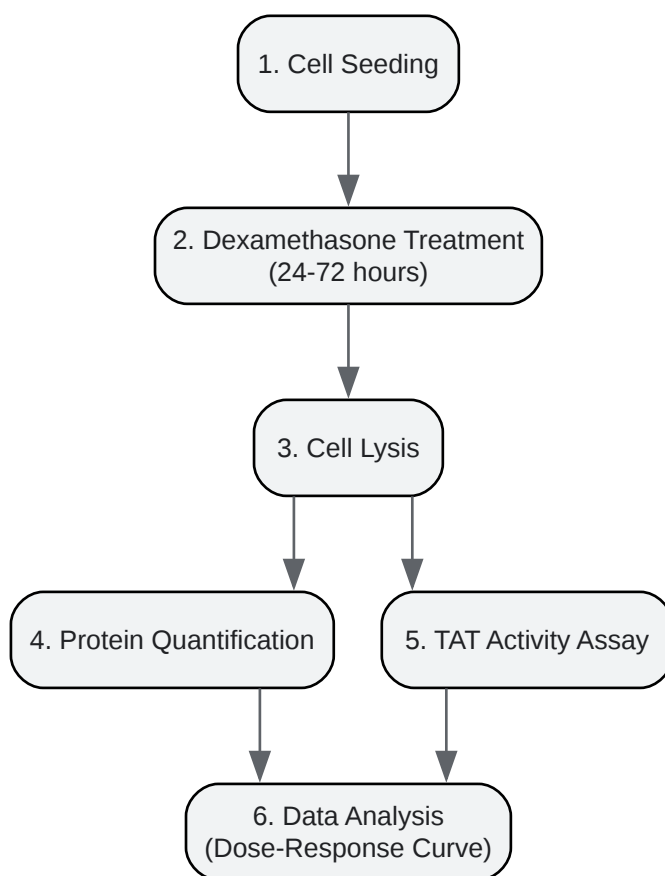 1. Cell Seeding
2. Dexamethasone Treatment
(24-72 hours)
3. Cell Lysis
4. Protein Quantification
5. TAT Activity Assay
6. Data Analysis
(Dose-Response Curve)